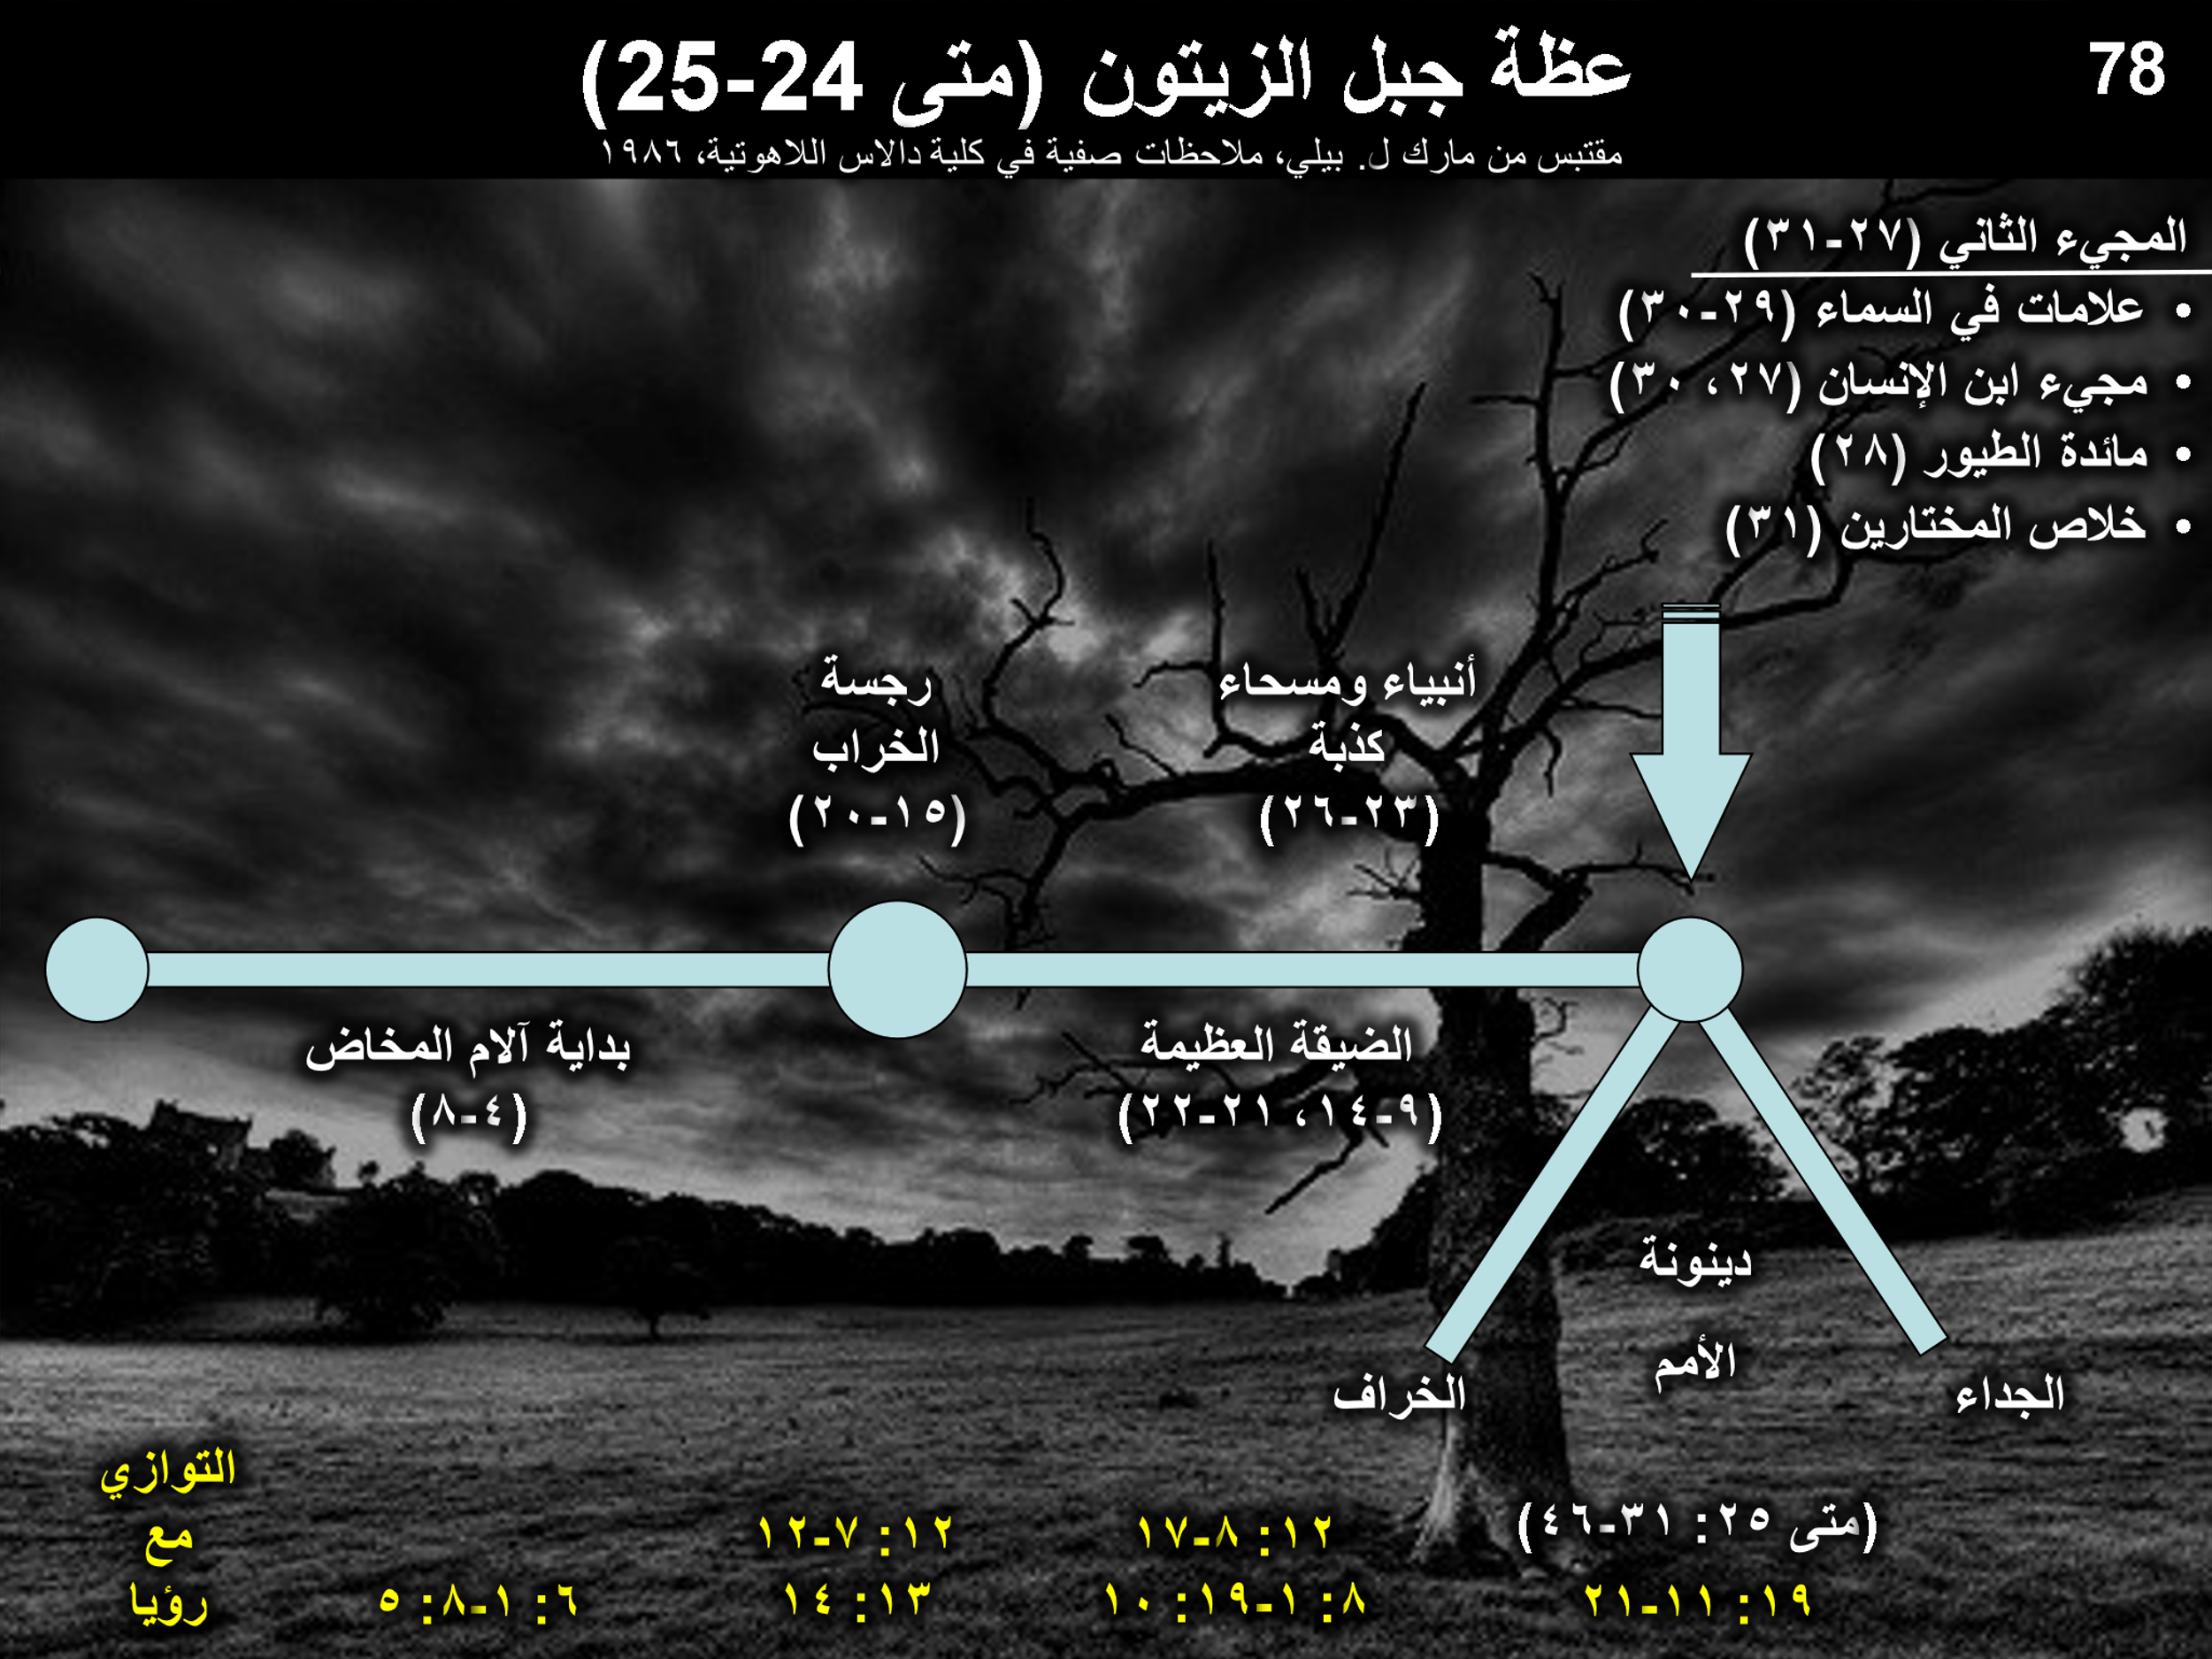 78
عظة جبل الزيتون (متى 24-25)
مقتبس من مارك ل. بيلي، ملاحظات صفية في كلية دالاس اللاهوتية، ١٩٨٦
المجيء الثاني (٢٧-٣١)
• علامات في السماء (٢٩-٣٠)
• مجيء ابن الإنسان (٢٧، ٣٠)
• مائدة الطيور (٢٨)
• خلاص المختارين (٣١)
رجسة
الخراب
(١٥-٢٠)
أنبياء ومسحاء
كذبة
(٢٣-٢٦)
بداية آلام المخاض
(٤-٨)
الضيقة العظيمة
(٩-١٤، ٢١-٢٢)
دينونة
الأمم
الخراف
الجداء
(متى ٢٥: ٣١-٤٦)
التوازي
مع
رؤيا
٦: ١-٨: ٥
١٢: ٧-١٢
١٣: ١٤
١٢: ٨-١٧
٨: ١-١٩: ١٠
١٩: ١١-٢١